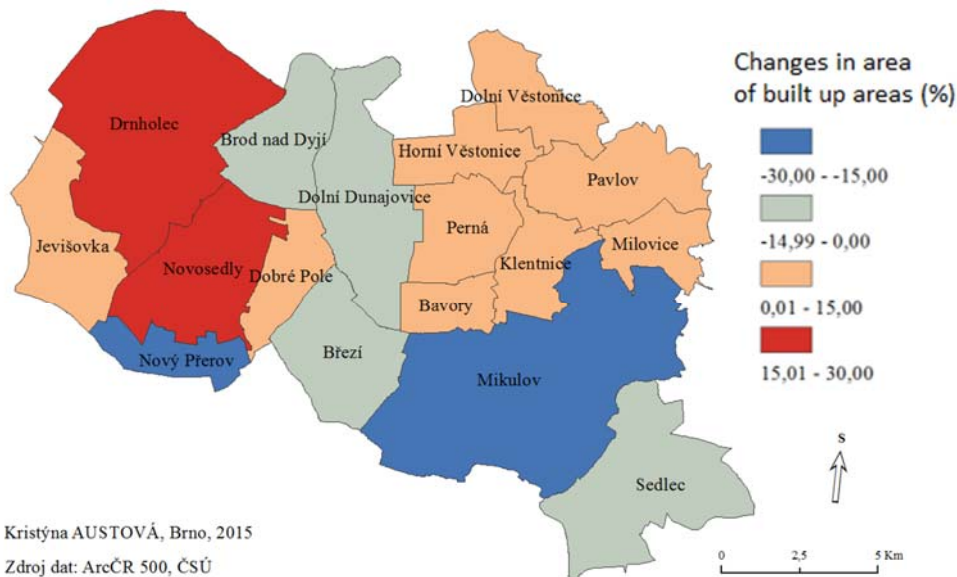 Changes in area
of built up areas (%)
-30,00 - -15,00
-14,99 - 0,00
0,01 - 15,00
15,01 - 30,00
Dolní Věstonice
Drnholec
Brod nad Dyjí
Horní Věstonice
Pavlov
Dolní Dunajovice
Perná
Jevišovka
Milovice
Klentnice
Novosedly
Dobré Pole
Bavory
Březí
Nový Přerov
Mikulov
Sedlec
S
Kristýna AUSTOVÁ, Brno, 2015
Zdroj dat: ArcČR 500, ČSÚ
0 2,5 5 Km